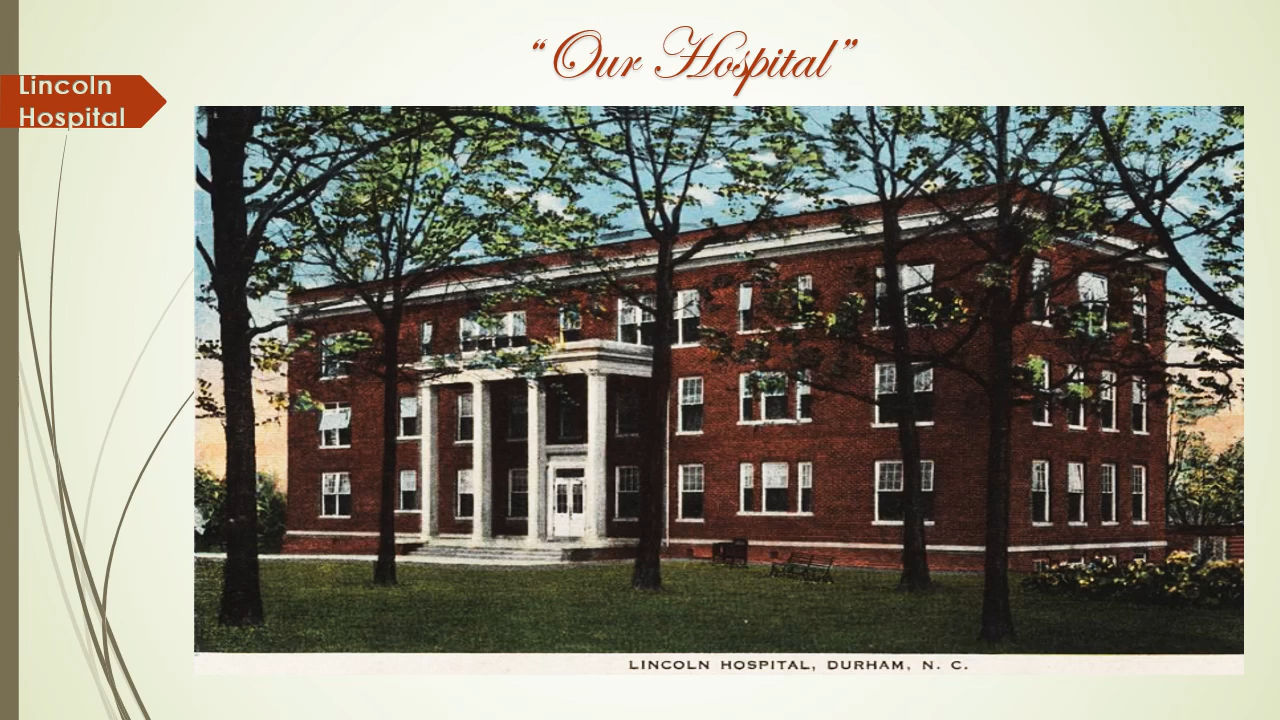 “Our Hospital”
Lincoln
Hospital
LINCOLN HOSPITAL, DURHAM, N. C.